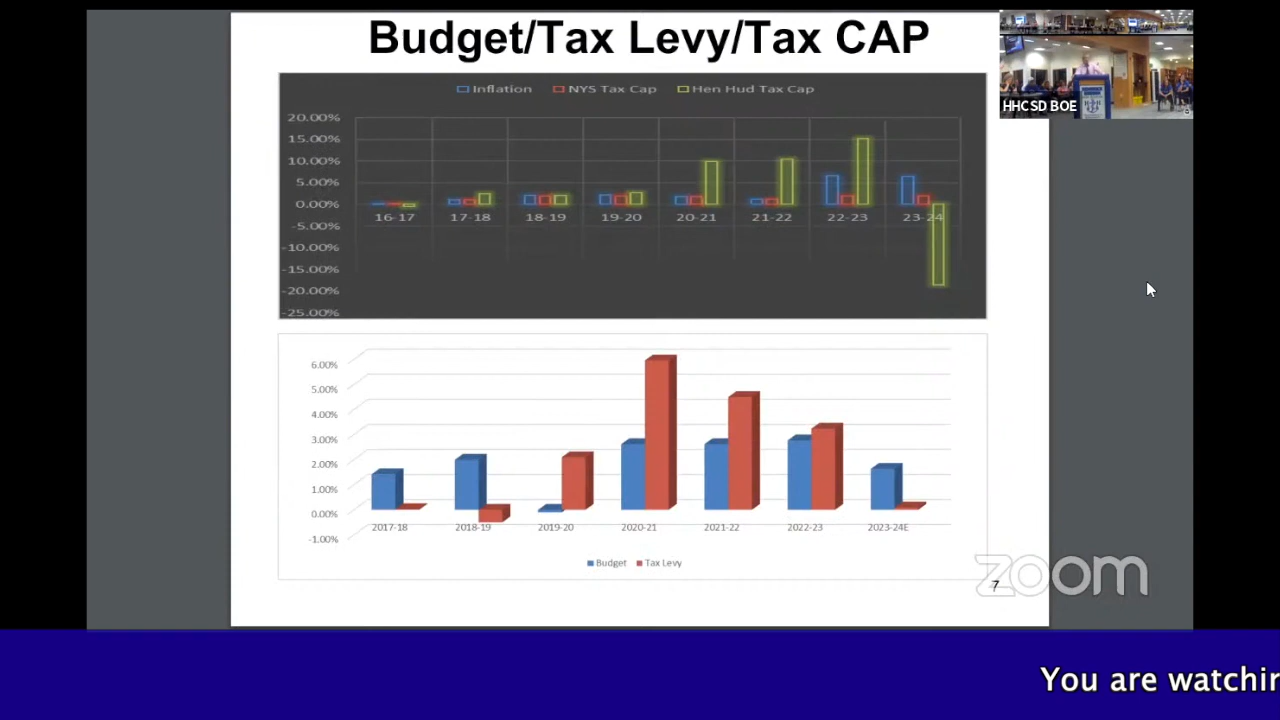 Budget/Tax Levy/Tax CAP
HHCSD BOE
Inflation NYS Tax Cap Hen Hud Tax Cap
20.00%
15.00%
10.00%
5.00%
0.00%
-5.00%
-10.00%
-15.00%
-20.00%
-25.00%
16-17 17-18 18-19 19-20 20-21 21-22 22-23 23-24
6.00%
5.00%
4.00%
3.00%
2.00%
1.00%
0.00%
-1.00%
2017-18 2018-19 2019-20 2020-21 2021-22 2022-23 2023-24E
Budget Tax Levy
zoom
7
You are watchin